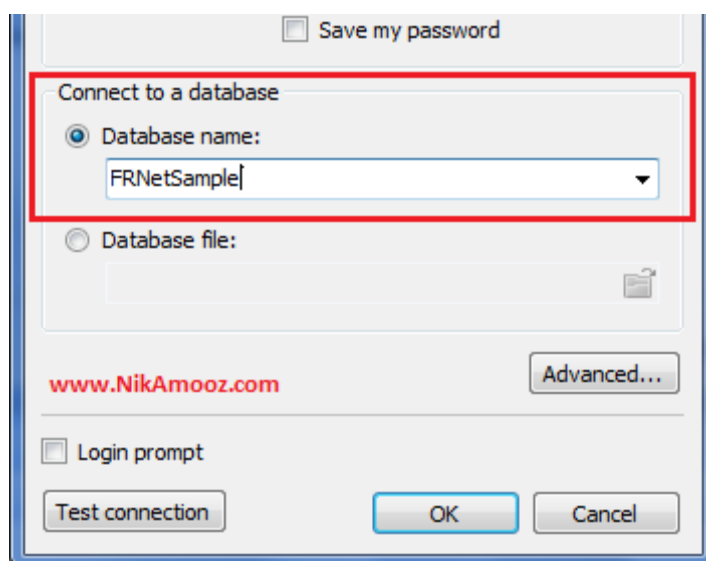 Save my password
Connect to a database
Database name:
FRNetSample
Database file:
www.NikAmooz.com
Advanced...
Login prompt
Test connection
OK
Cancel